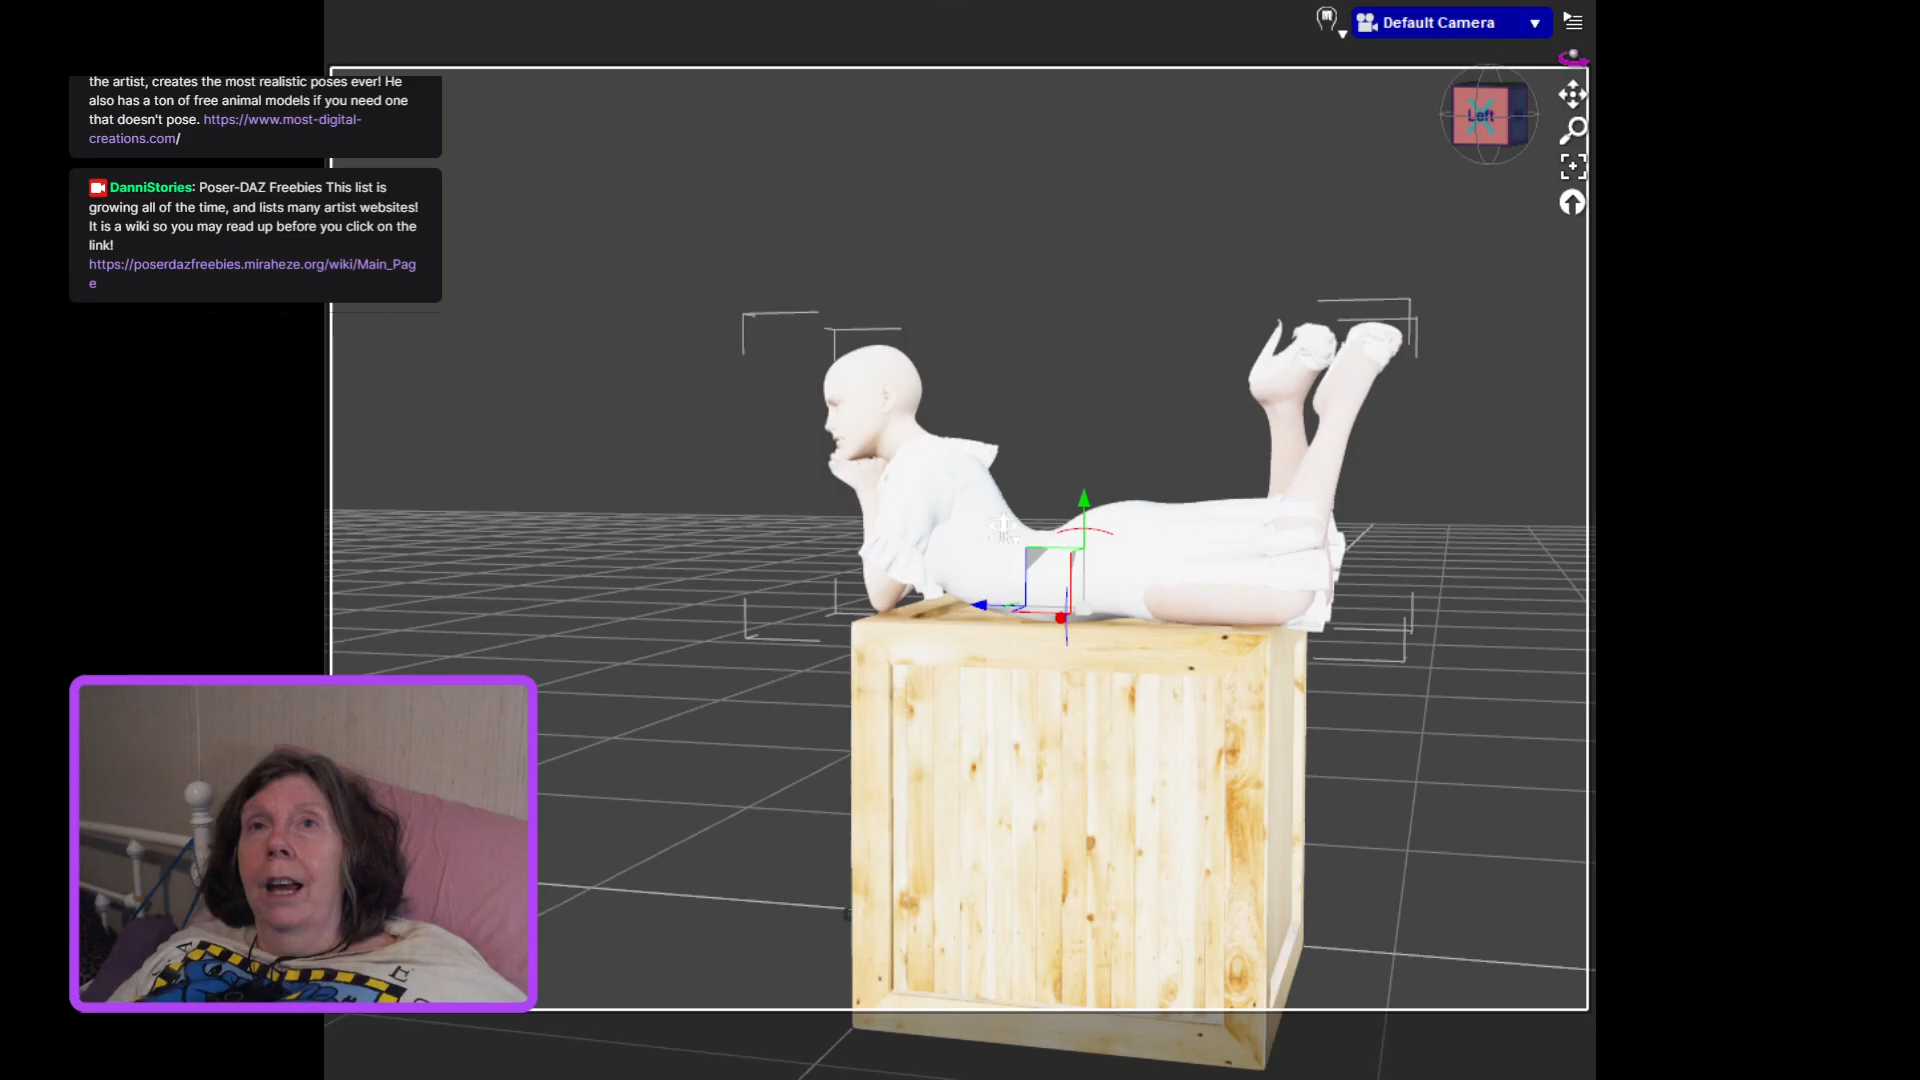 Default Camera
the artist, creates the most realistic poses ever! He
also has a ton of free animal models if you need one
that doesn't pose. https://www.most-digital-
creations.com/
DanniStories: Poser-DAZ Freebies This list is
growing all of the time, and lists many artist websites!
It is a wiki so you may read up before you click on the
link!
https://poserdazfreebies.miraheze.org/wiki/Main_Pag
e
Left